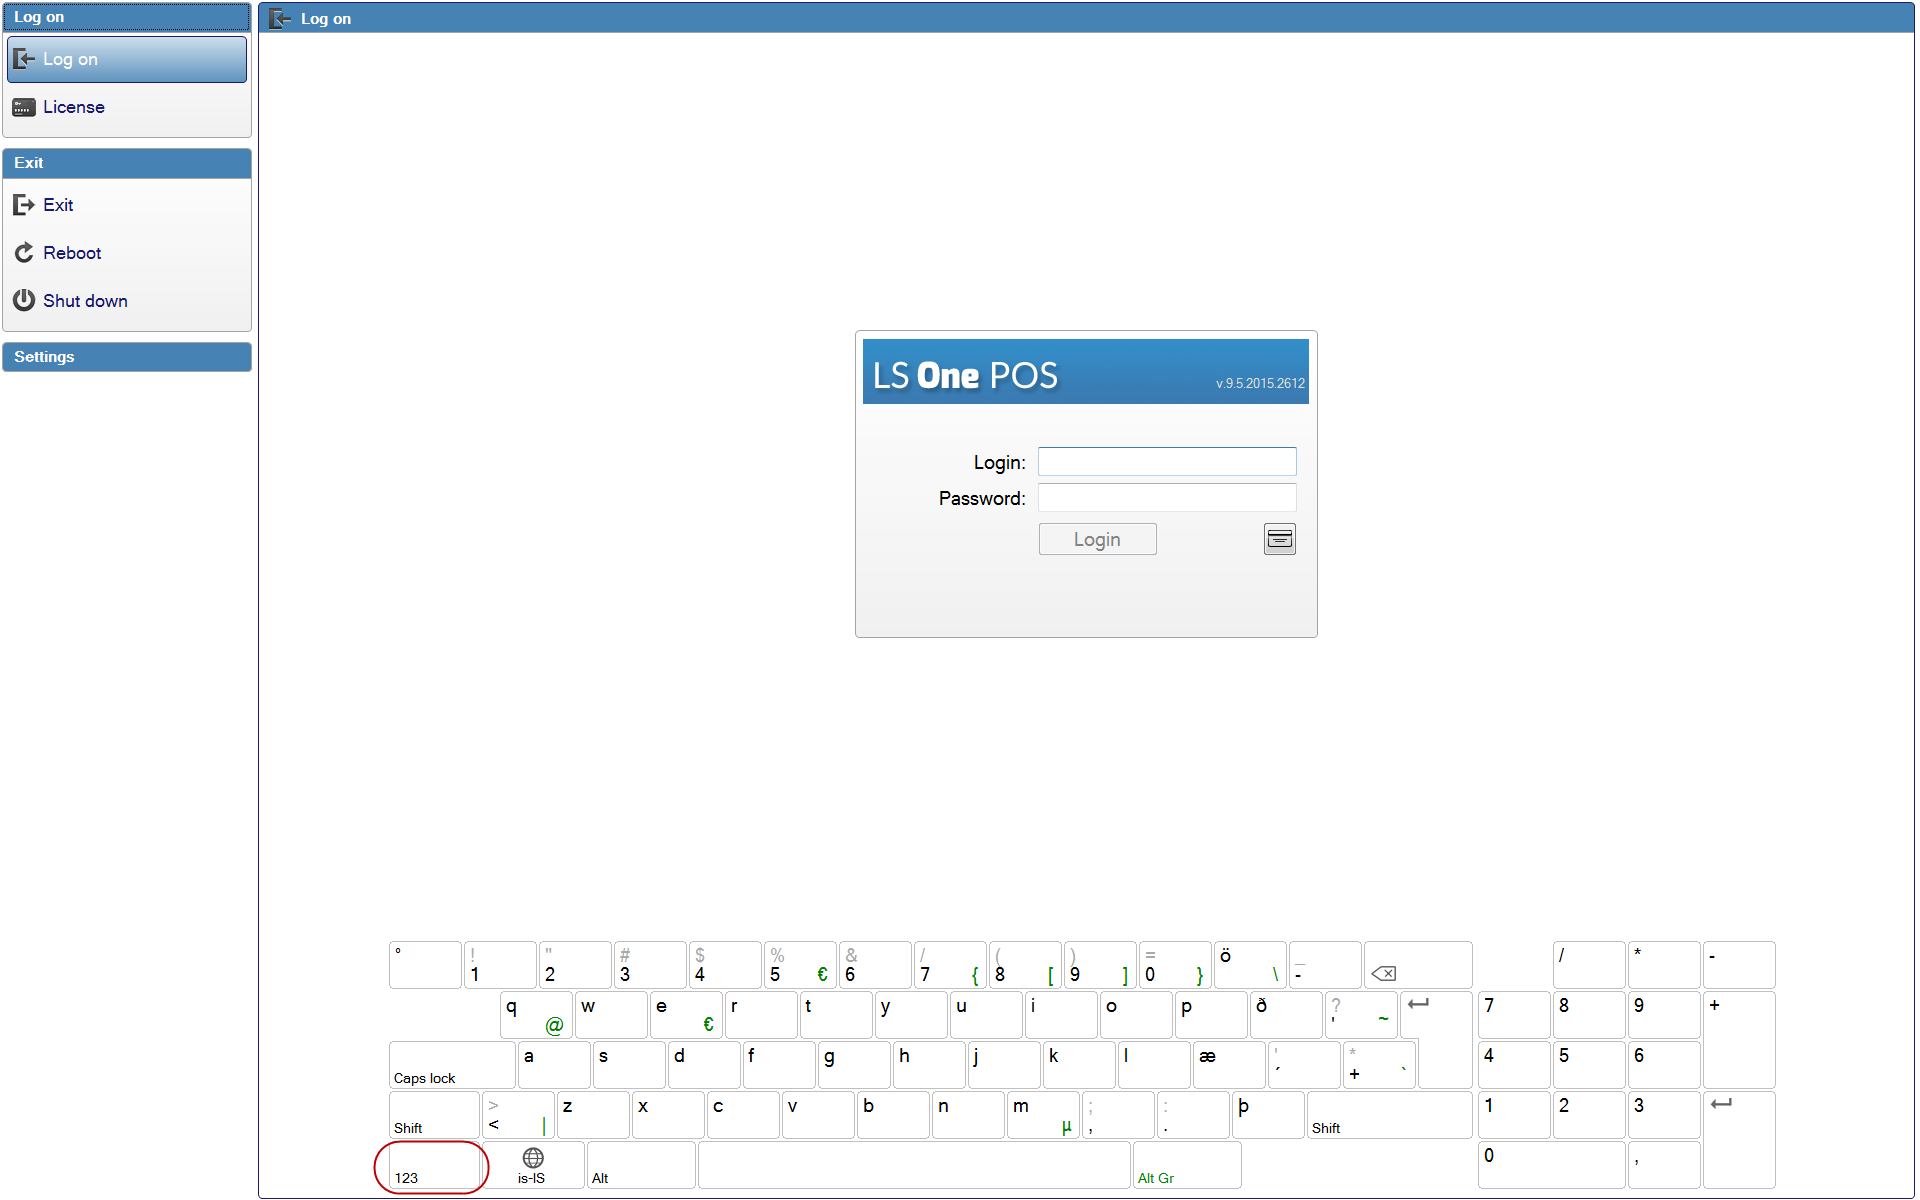 Log on
Log on
License
Exit
Exit
Reboot
Shut down
Settings
Log on
LS One POS v.9.5.2015.2612
Login:
Password:
Login
° ! 1 " 2 # 3 $ 4 % 5 € & 6 / 7 { ( 8 [ ) 9 ] = 0 } ö \ _ - / * -
q @ w e € r t y u i o p ð ? ' ~ 7 8 9 +
Caps lock a s d f g h j k l æ ' ´ * + ` 4 5 6
Shift > < | z x c v b n m µ ; , : . þ Shift 1 2 3
123 is-IS Alt Alt Gr 0 ,